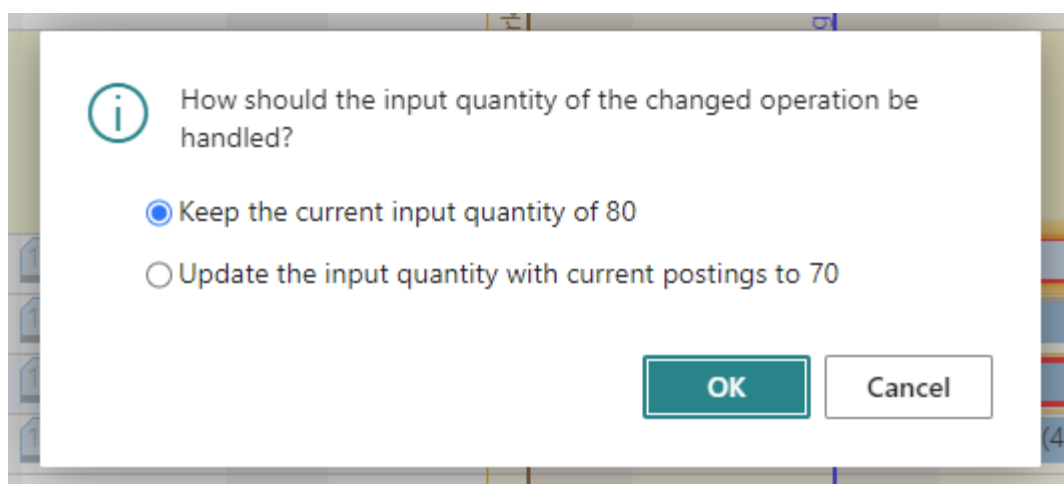 How should the input quantity of the changed operation be
handled?
Keep the current input quantity of 80
Update the input quantity with current postings to 70
OK
Cancel
(4